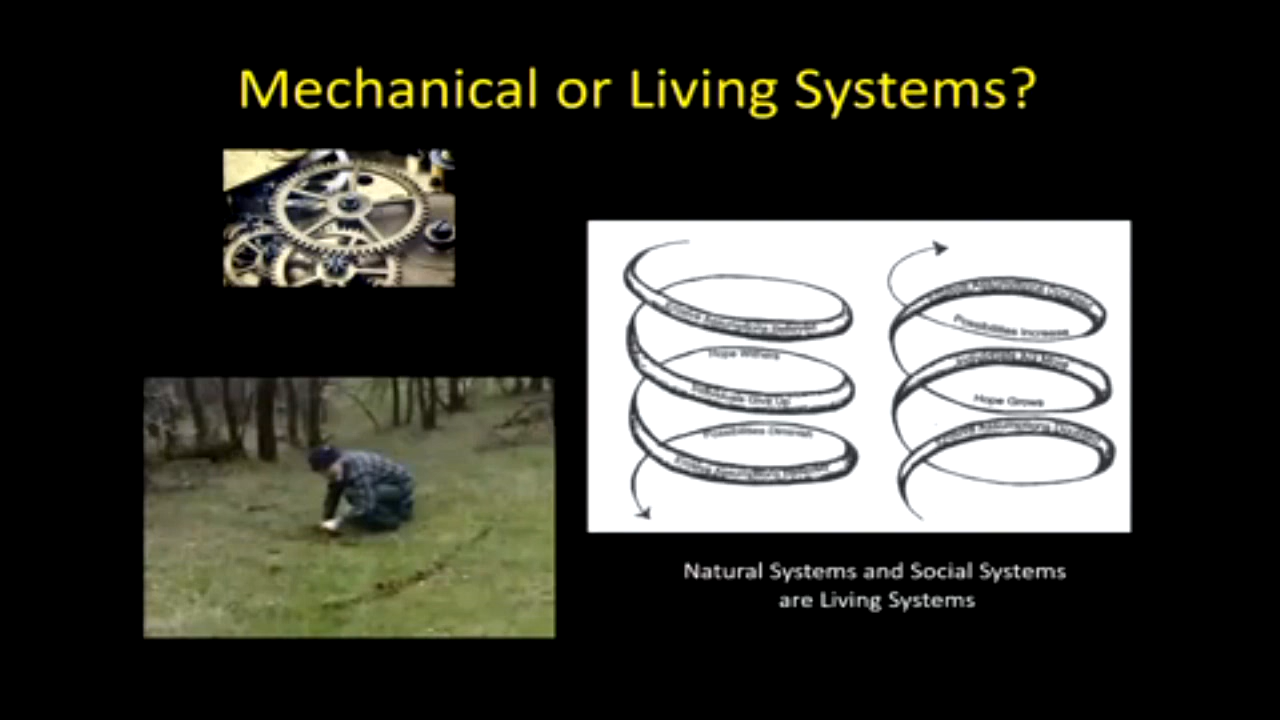 Mechanical or Living Systems?
Hope Withers
Individuals Give Up
Possibilities Diminish
Possibilities Increase
Hope Grows
Natural Systems and Social Systems
are Living Systems